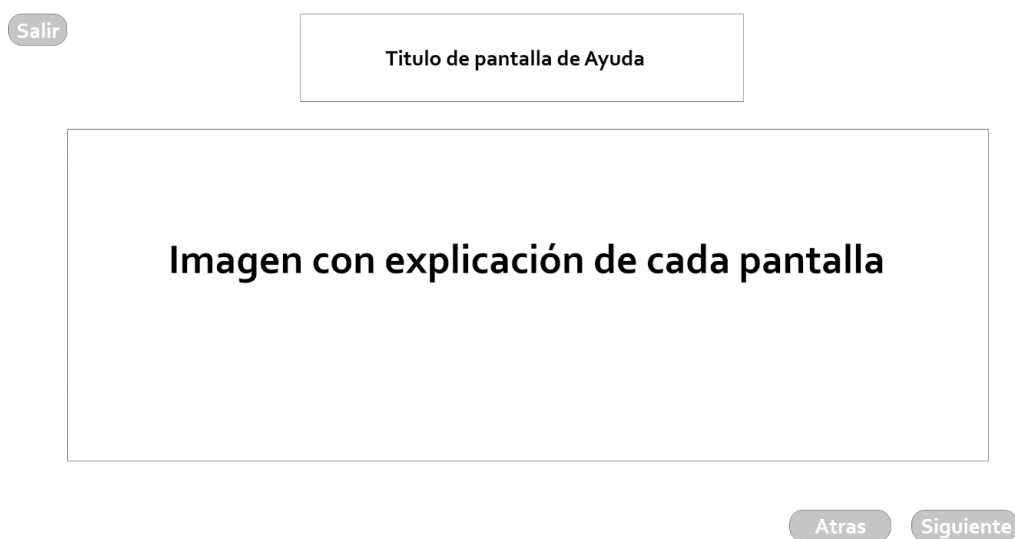 Salir
Titulo de pantalla de Ayuda
Imagen con explicación de cada pantalla
Atras
Siguiente